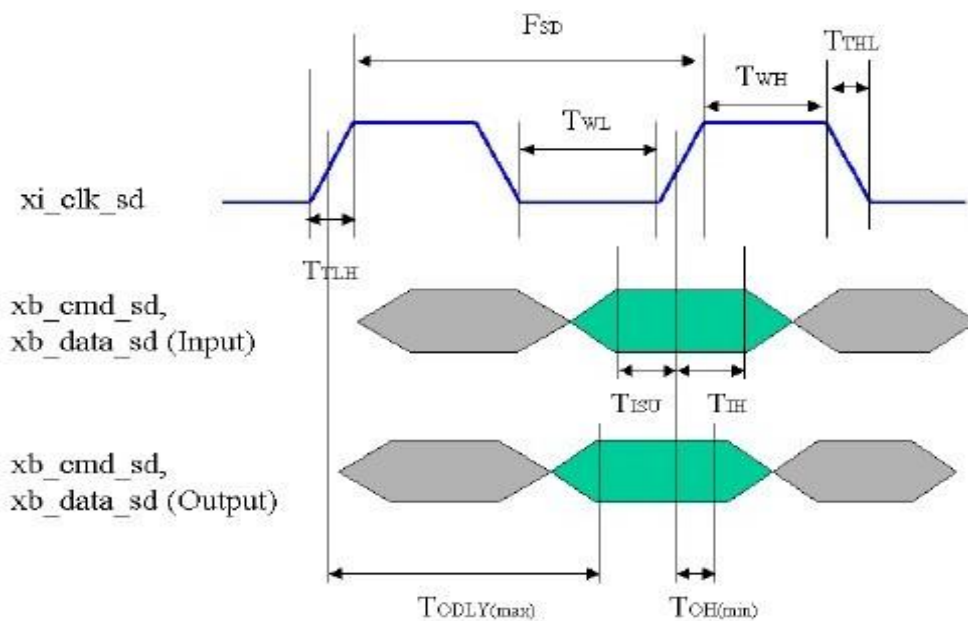 FSD
TTHL
TWH
TWL
xi_clk_sd
TTLH
xb_cmd_sd,
xb_data_sd (Input)
TISU
TIH
xb_cmd_sd,
xb_data_sd (Output)
TODLY(max)
TOH(min)